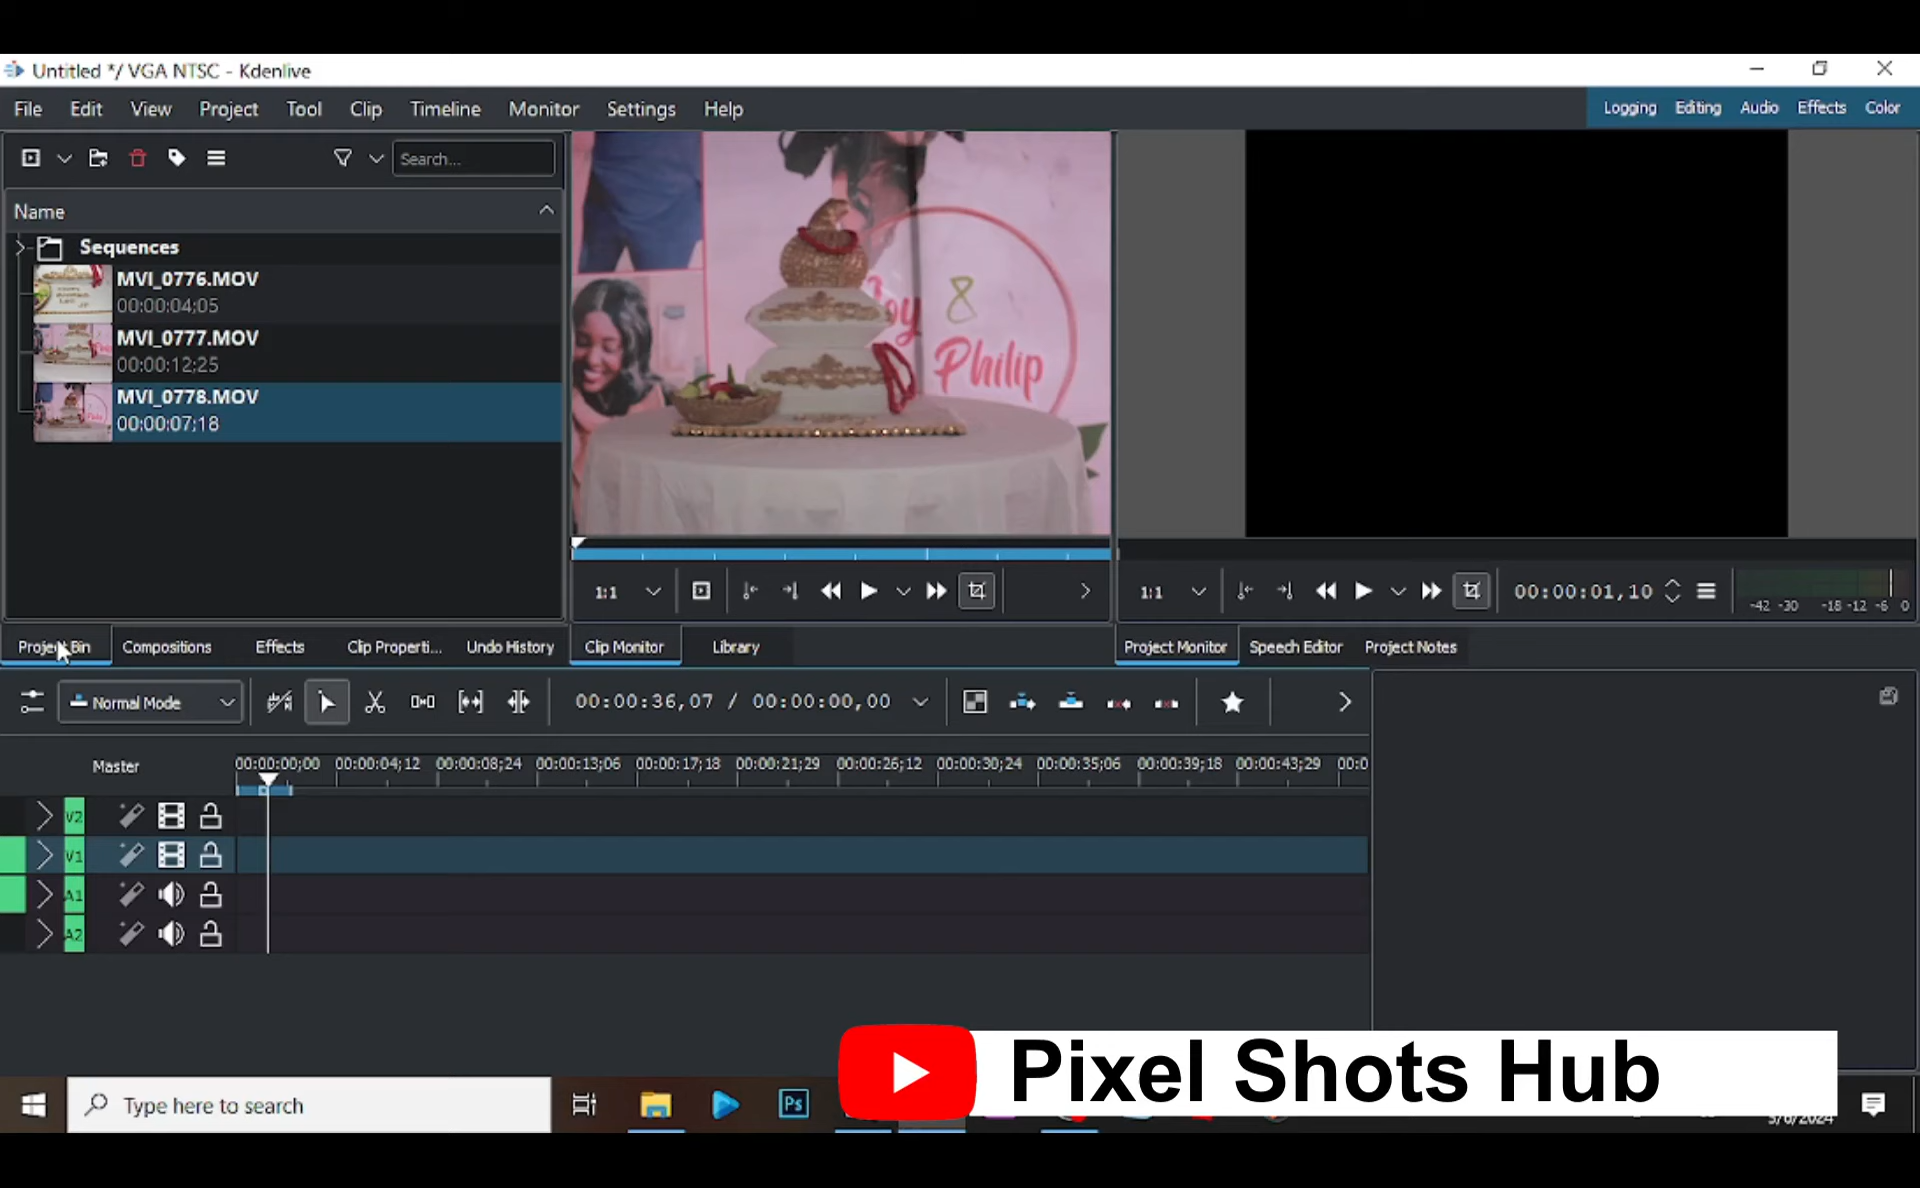 Untitled */ VGA NTSC - Kdenlive
File Edit View Project Tool Clip Timeline Monitor Settings Help
Logging Editing Audio Effects Color
Search...
Name
Sequences
MVI_0776.MOV
00:00:04;05
MVI_0777.MOV
00:00:12;25
MVI_0778.MOV
00:00:07;18
8
Philip
1:1
1:1
00:00:01,10
-42 -30 -18 -12 -6 0
Project Bin Compositions Effects Clip Properti... Undo History Clip Monitor Library Project Monitor Speech Editor Project Notes
Normal Mode
00:00:36,07 / 00:00:00,00
Master
00:00:00;00 00:00:04;12 00:00:08;24 00:00:13;06 00:00:17;18 00:00:21;29 00:00:26;12 00:00:30;24 00:00:35;06 00:00:39;18 00:00:43;29 00:0
V2
V1
A1
A2
Pixel Shots Hub
Type here to search
Ps